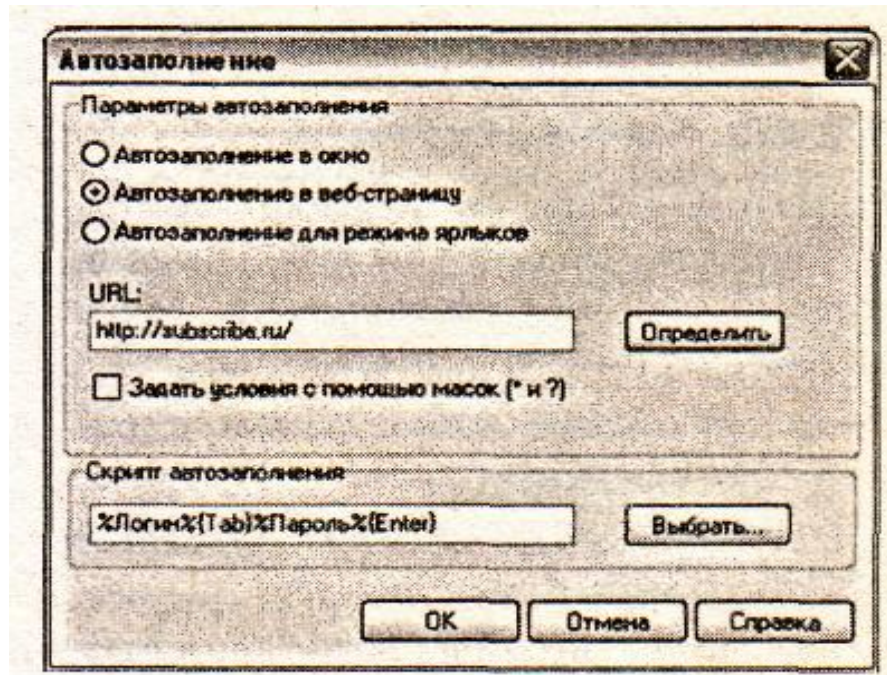 Автозаполнение
Параметры автозаполнения
Автозаполнение в окно
Автозаполнение в веб-страницу
Автозаполнение для режима ярлыков
URL:
http://subscribe.ru/
Определить
Задать условия с помощью масок (* и ?)
Скрипт автозаполнения
%Логин%{Tab}%Пароль%{Enter}
Выбрать...
OK
Отмена
Справка